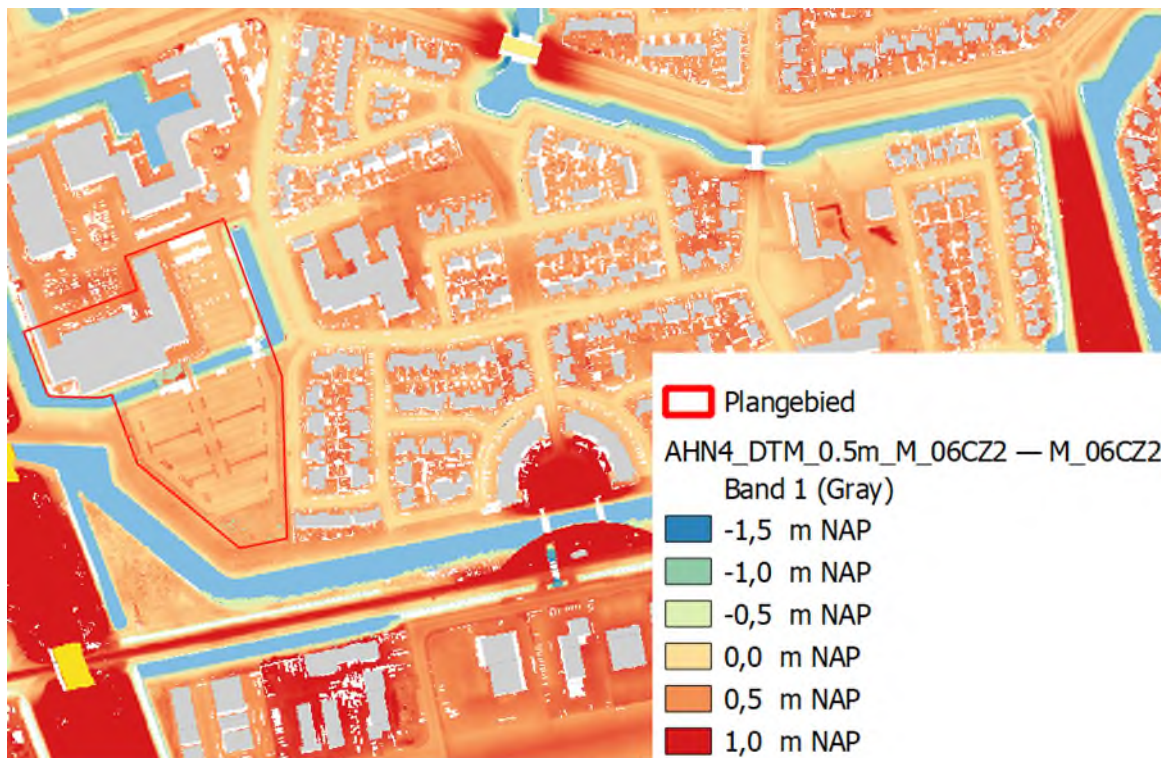 Plangebied
AHN4_DTM_0.5m_M_06CZ2 — M_06CZ2
Band 1 (Gray)
-1,5 m NAP
-1,0 m NAP
-0,5 m NAP
0,0 m NAP
0,5 m NAP
1,0 m NAP